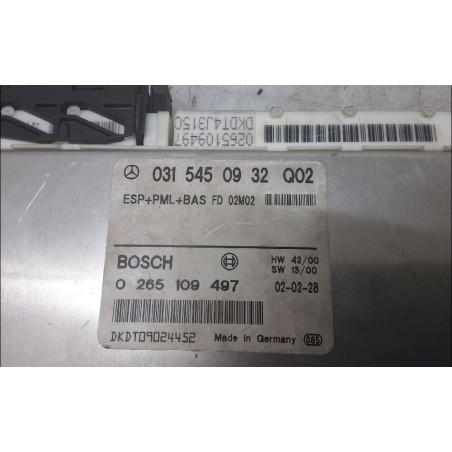 0265109497
DKDT4J3150
031 545 09 32 Q02
ESP+PML+BAS FD 02M02
BOSCH
HW 42/00
SW 13/00
0 265 109 497
02-02-28
DKDT09024452
Made in Germany
085